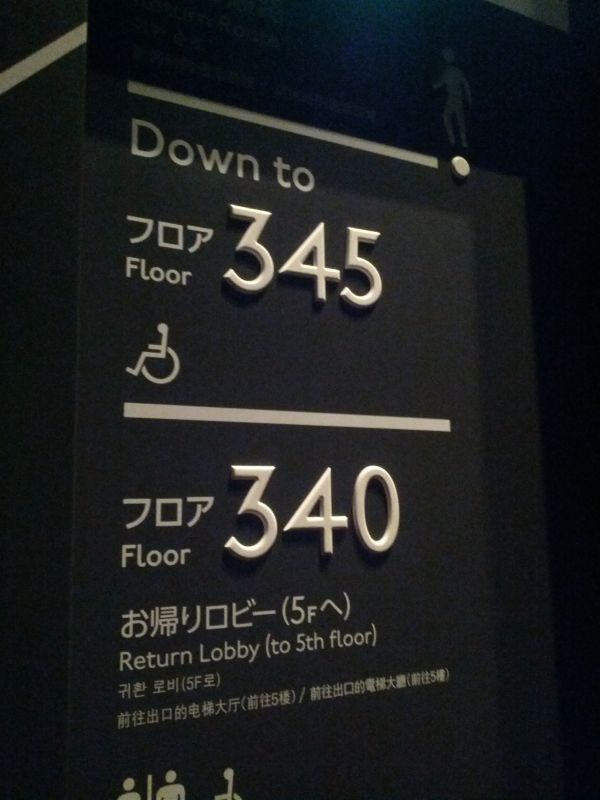 Return Route
Down to
フロア 345
Floor
フロア 340
Floor
お帰りロビー(5Fへ)
Return Lobby (to 5th floor)
귀환 로비(5F로)
前往出口的电梯大厅(前往5楼) / 前往出口的電梯大廳(前往5樓)